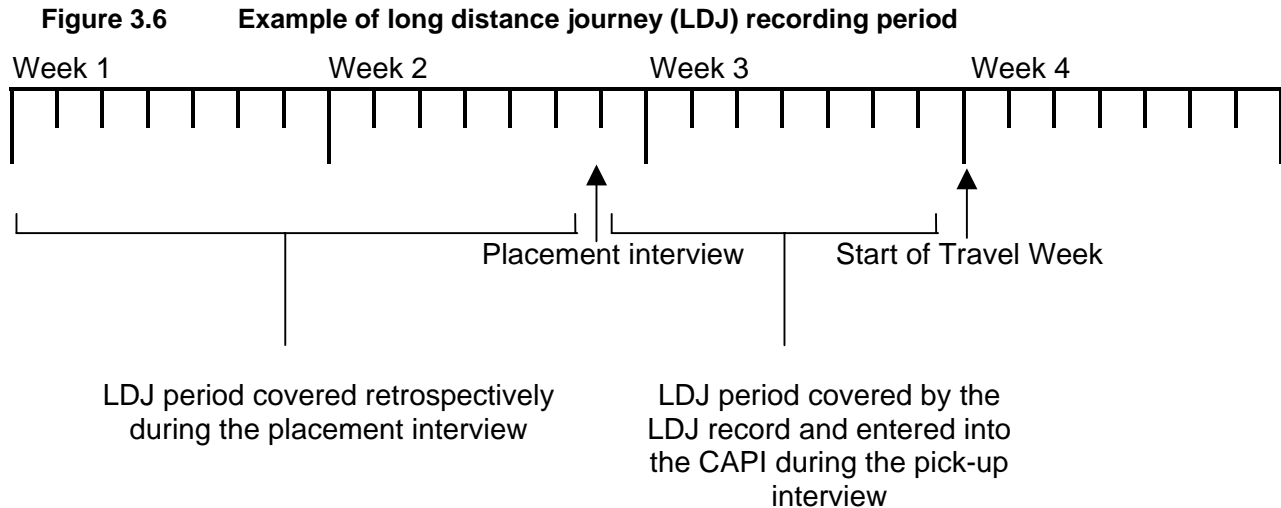 Figure 3.6 Example of long distance journey (LDJ) recording period
Week 1 Week 2 Week 3 Week 4
Placement interview Start of Travel Week
LDJ period covered retrospectively
during the placement interview
LDJ period covered by the
LDJ record and entered into
the CAPI during the pick-up
interview